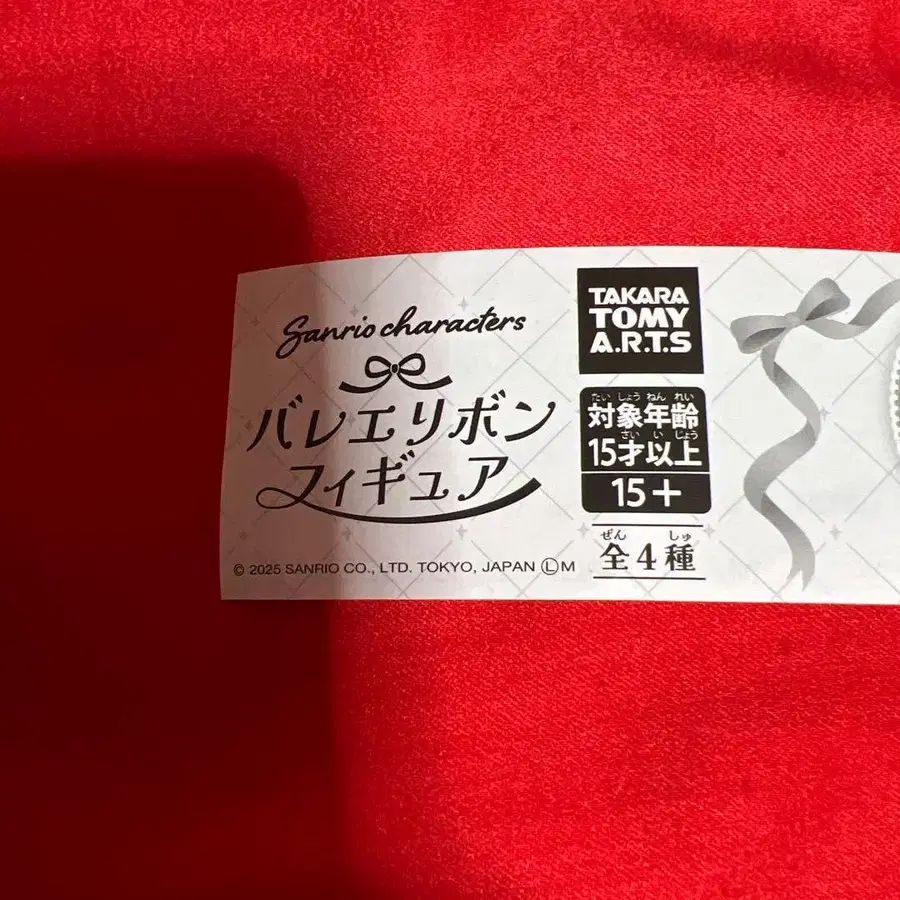 Sanrio characters
バレエリボン
フィギュア
© 2025 SANRIO CO., LTD. TOKYO, JAPAN Ⓛ M
TAKARA
TOMY
A.R.T.S
たい しょう ねん れい
対象年齢
さい い じょう
15才以上
15+
ぜん しゅ
全4種